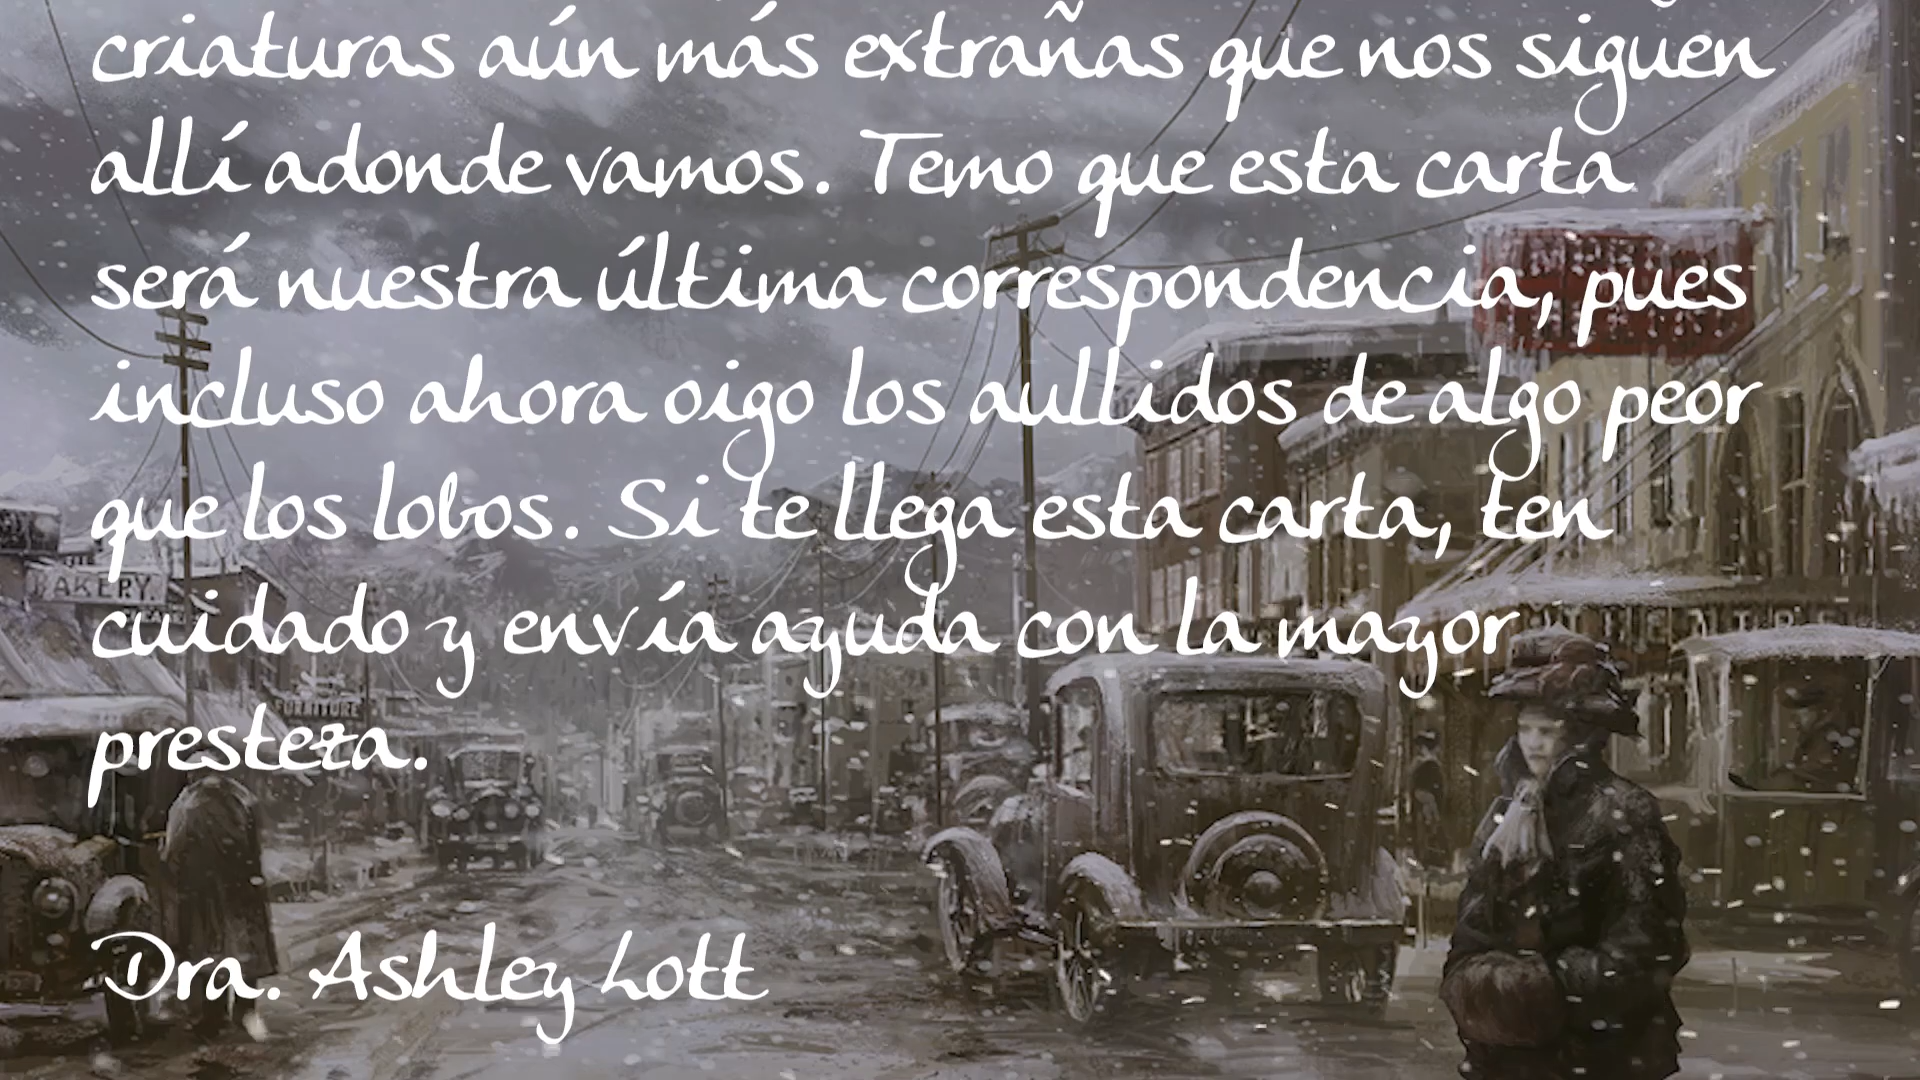 criaturas aún más extrañas que nos siguen
allí adonde vamos. Temo que esta carta
será nuestra última correspondencia, pues
incluso ahora oigo los aullidos de algo peor
que los lobos. Si te llega esta carta, ten
cuidado y envía ayuda con la mayor
presteza.
Dra. Ashley Lott
BAKERY
FURNITURE